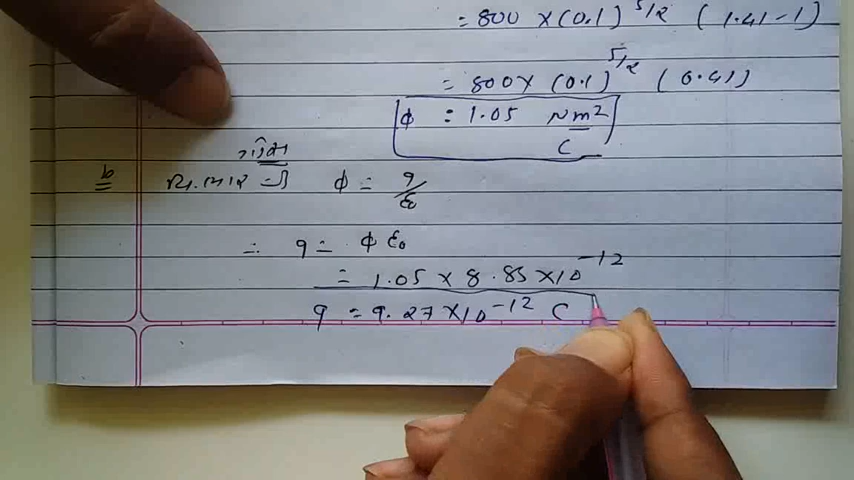 = 800 × (0.1)^5/2 (1.41 - 1)
= 800 × (0.1)^5/2 (0.41)
φ = 1.05 Nm²/C
b φ = q/ε₀
∴ q = φ ε₀
= 1.05 × 8.85 × 10^-12
q = 9.27 × 10^-12 C